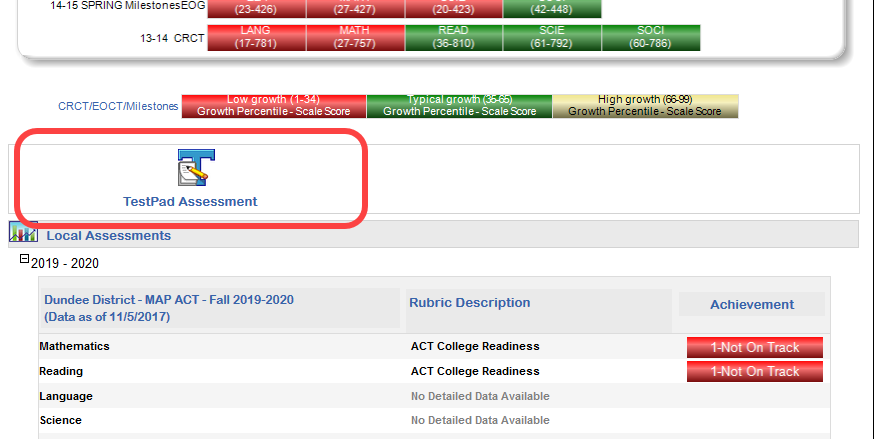 14-15 SPRING MilestonesEOG (23-426) (27-427) (20-423) (42-448)
LANG MATH READ SCIE SOCI
13-14 CRCT (17-781) (27-757) (36-810) (61-792) (60-786)
Low growth (1-34) Typical growth (35-65) High growth (66-99)
CRCT/EOCT/Milestones Growth Percentile - Scale Score Growth Percentile - Scale Score Growth Percentile - Scale Score
TestPad Assessment
Local Assessments
2019 - 2020
Dundee District - MAP ACT - Fall 2019-2020 Rubric Description Achievement
(Data as of 11/5/2017)
Mathematics ACT College Readiness 1-Not On Track
Reading ACT College Readiness 1-Not On Track
Language No Detailed Data Available
Science No Detailed Data Available